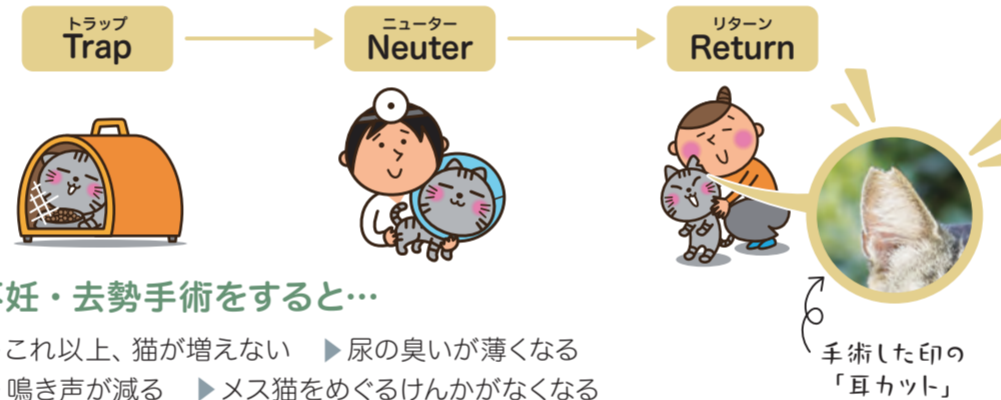 トラップ
Trap
ニューター
Neuter
リターン
Return
妊・去勢手術をすると…
これ以上、猫が増えない ▶尿の臭いが薄くなる
鳴き声が減る ▶メス猫をめぐるけんかがなくなる
手術した印の
「耳カット」